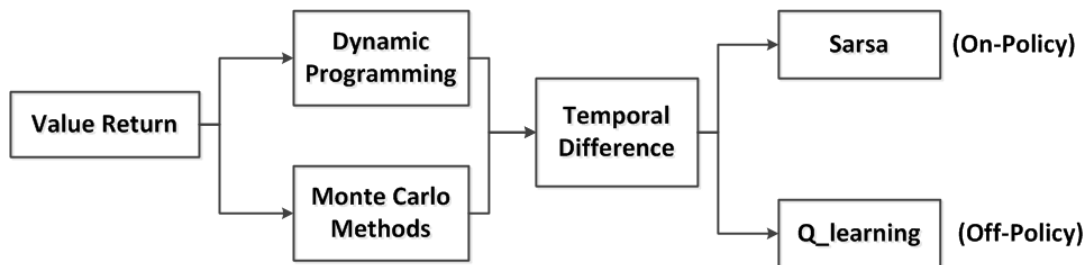 Value Return
Dynamic
Programming
Monte Carlo
Methods
Temporal
Difference
Sarsa
(On-Policy)
Q_learning
(Off-Policy)